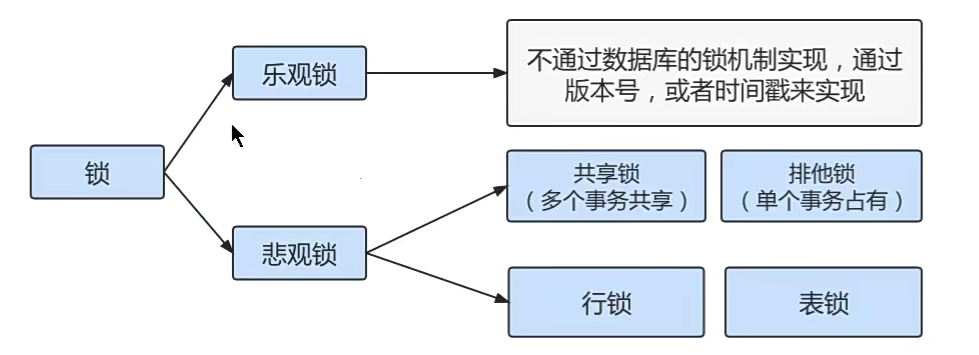 锁
乐观锁
不通过数据库的锁机制实现，通过
版本号，或者时间戳来实现
悲观锁
共享锁
（多个事务共享）
排他锁
（单个事务占有）
行锁
表锁